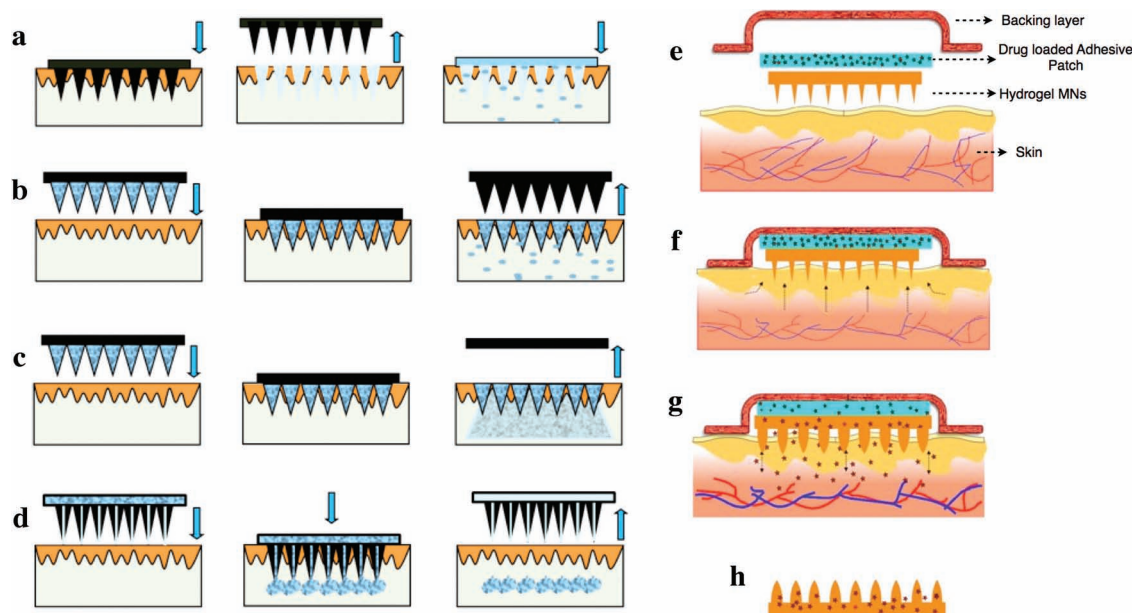 a
b
c
d
e
Backing layer
Drug loaded Adhesive
Patch
Hydrogel MNs
Skin
f
g
h